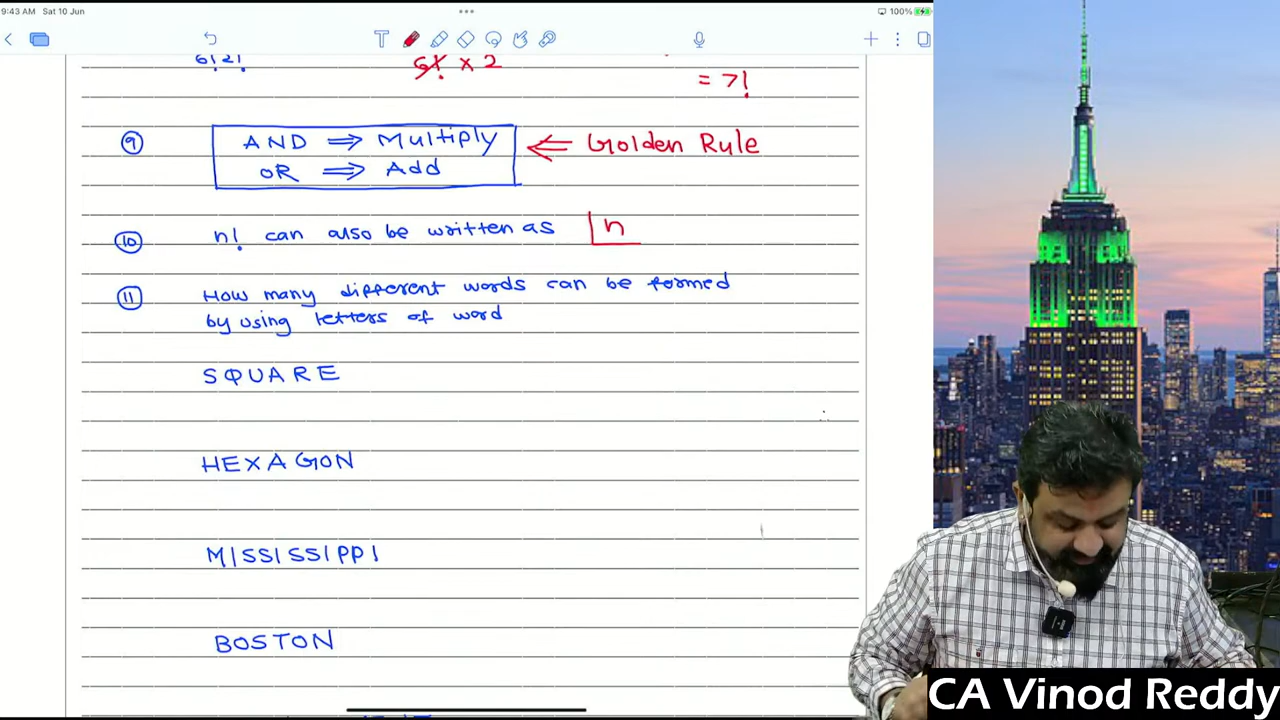 9:43 AM Sat 10 Jun
100%
6!2! 6! x 2
= 7!
9 AND ⇒ Multiply ⇐ Golden Rule
OR ⇒ Add
10 n! can also be written as |n
11 How many different words can be formed
by using letters of word
SQUARE
HEXAGON
MISSISSIPPI
BOSTON
CA Vinod Reddy